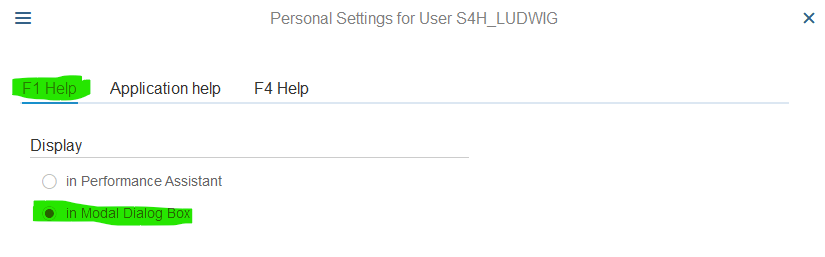 Personal Settings for User S4H_LUDWIG
F1 Help Application help F4 Help
Display
in Performance Assistant
in Modal Dialog Box